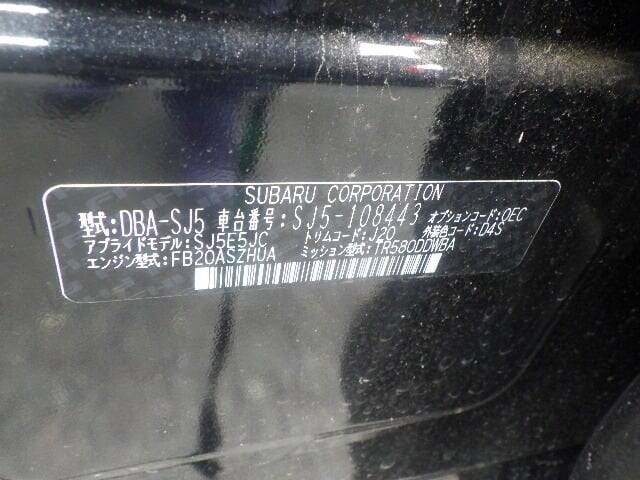 SUBARU CORPORATION
型式:DBA-SJ5 車台番号:SJ5-108443 オプションコード:OEC
アプライドモデル:SJ5E5JC トリムコード:J20 外装色コード:D4S
エンジン型式:FB20ASZHUA ミッション型式:TR580DDWBA